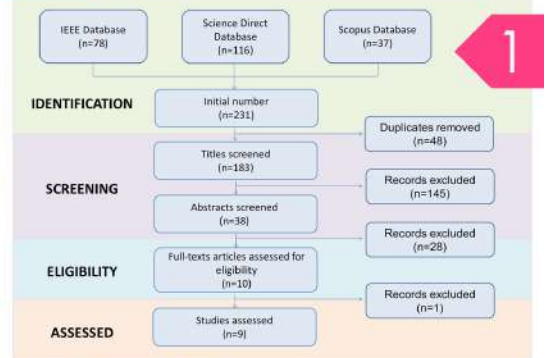 IEEE Database
(n=78)
Science Direct
Database
(n=116)
Scopus Database
(n=37)
1
IDENTIFICATION
Initial number
(n=231)
Duplicates removed
(n=48)
Titles screened
(n=183)
SCREENING
Records excluded
(n=145)
Abstracts screened
(n=38)
Records excluded
(n=28)
ELIGIBILITY
Full-texts articles assessed for
eligibility
(n=10)
Records excluded
(n=1)
ASSESSED
Studies assessed
(n=9)